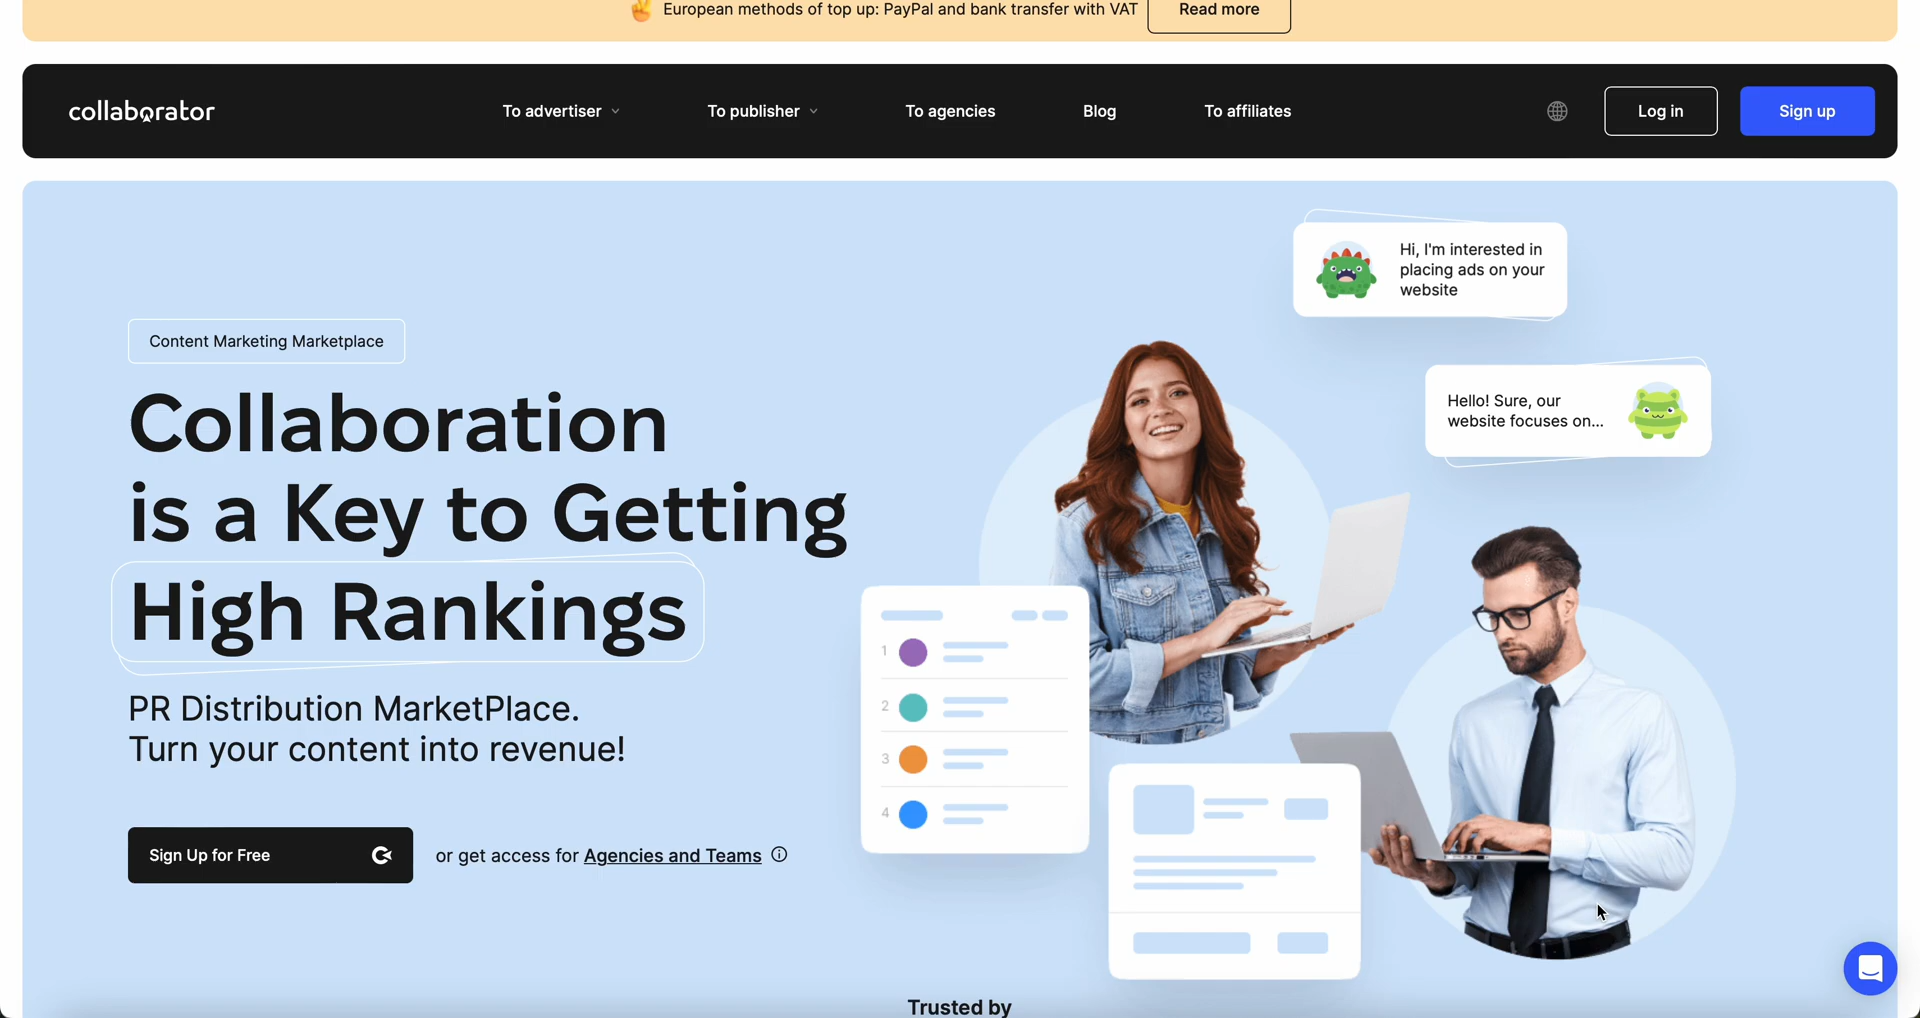 European methods of top up: PayPal and bank transfer with VAT
Read more
collaborator
To advertiser
To publisher
To agencies
Blog
To affiliates
Log in
Sign up
Hi, I'm interested in
placing ads on your
website
Hello! Sure, our
website focuses on...
Content Marketing Marketplace
Collaboration
is a Key to Getting
High Rankings
PR Distribution MarketPlace.
Turn your content into revenue!
1
2
3
4
Sign Up for Free
or get access for Agencies and Teams
Trusted by